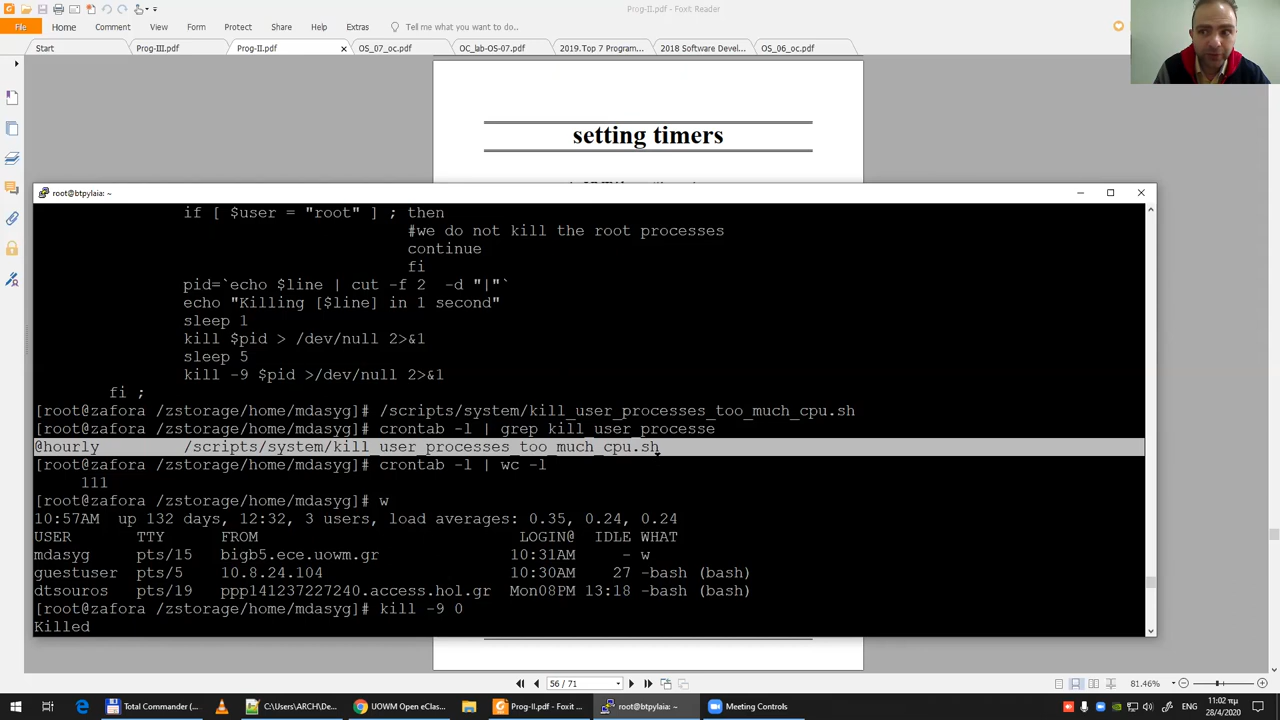 Prog-II.pdf - Foxit Reader
File Home Comment View Form Protect Share Help Extras Tell me what you want to do...
Start Prog-III.pdf Prog-II.pdf OS_07_oc.pdf OC_lab-OS-07.pdf 2019.Top 7 Program... 2018 Software Develo... OS_06_oc.pdf
setting timers
root@btpylaia: ~
if [ $user = "root" ] ; then
#we do not kill the root processes
continue
fi
pid=`echo $line | cut -f 2  -d "|"`
echo "Killing [$line] in 1 second"
sleep 1
kill $pid > /dev/null 2>&1
sleep 5
kill -9 $pid >/dev/null 2>&1
fi ;
[root@zafora /zstorage/home/mdasyg]# /scripts/system/kill_user_processes_too_much_cpu.sh
[root@zafora /zstorage/home/mdasyg]# crontab -l | grep kill_user_processe
@hourly /scripts/system/kill_user_processes_too_much_cpu.sh
[root@zafora /zstorage/home/mdasyg]# crontab -l | wc -l
111
[root@zafora /zstorage/home/mdasyg]# w
10:57AM  up 132 days, 12:32, 3 users, load averages: 0.35, 0.24, 0.24
USER TTY FROM LOGIN@ IDLE WHAT
mdasyg pts/15 bigb5.ece.uowm.gr 10:31AM - w
guestuser pts/5 10.8.24.104 10:30AM 27 -bash (bash)
dtsouros pts/19 ppp141237227240.access.hol.gr Mon08PM 13:18 -bash (bash)
[root@zafora /zstorage/home/mdasyg]# kill -9 0
Killed
56 / 71 81.46%
Total Commander (... C:\Users\ARCH\De... UOWM Open eClas... Prog-II.pdf - Foxit ... root@btpylaia: ~ Meeting Controls 11:02 πμ
28/4/2020